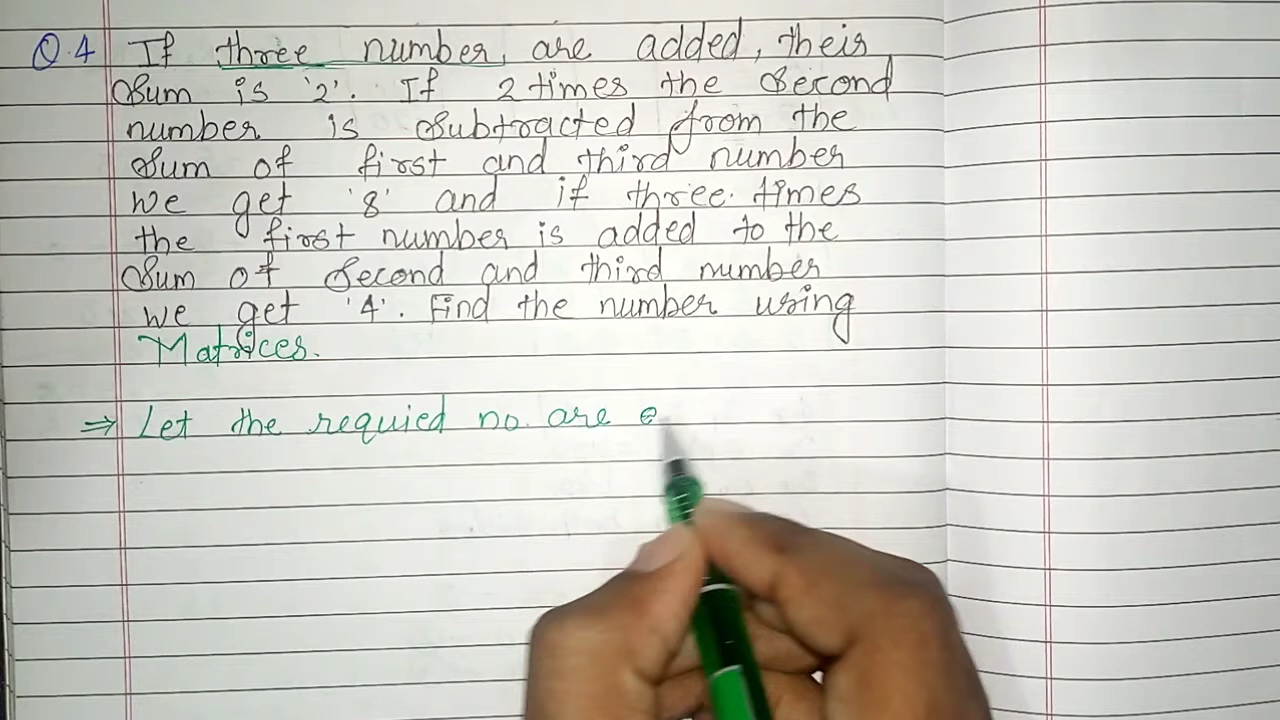 Q.4 If three number, are added, their
Sum is '2'. If 2 times the Second
number is Subtracted from the
Sum of first and third number
we get '8' and if three times
the first number is added to the
Sum of Second and third number
we get '4'. Find the number using
Matrices.
⇒ Let the requied no. are